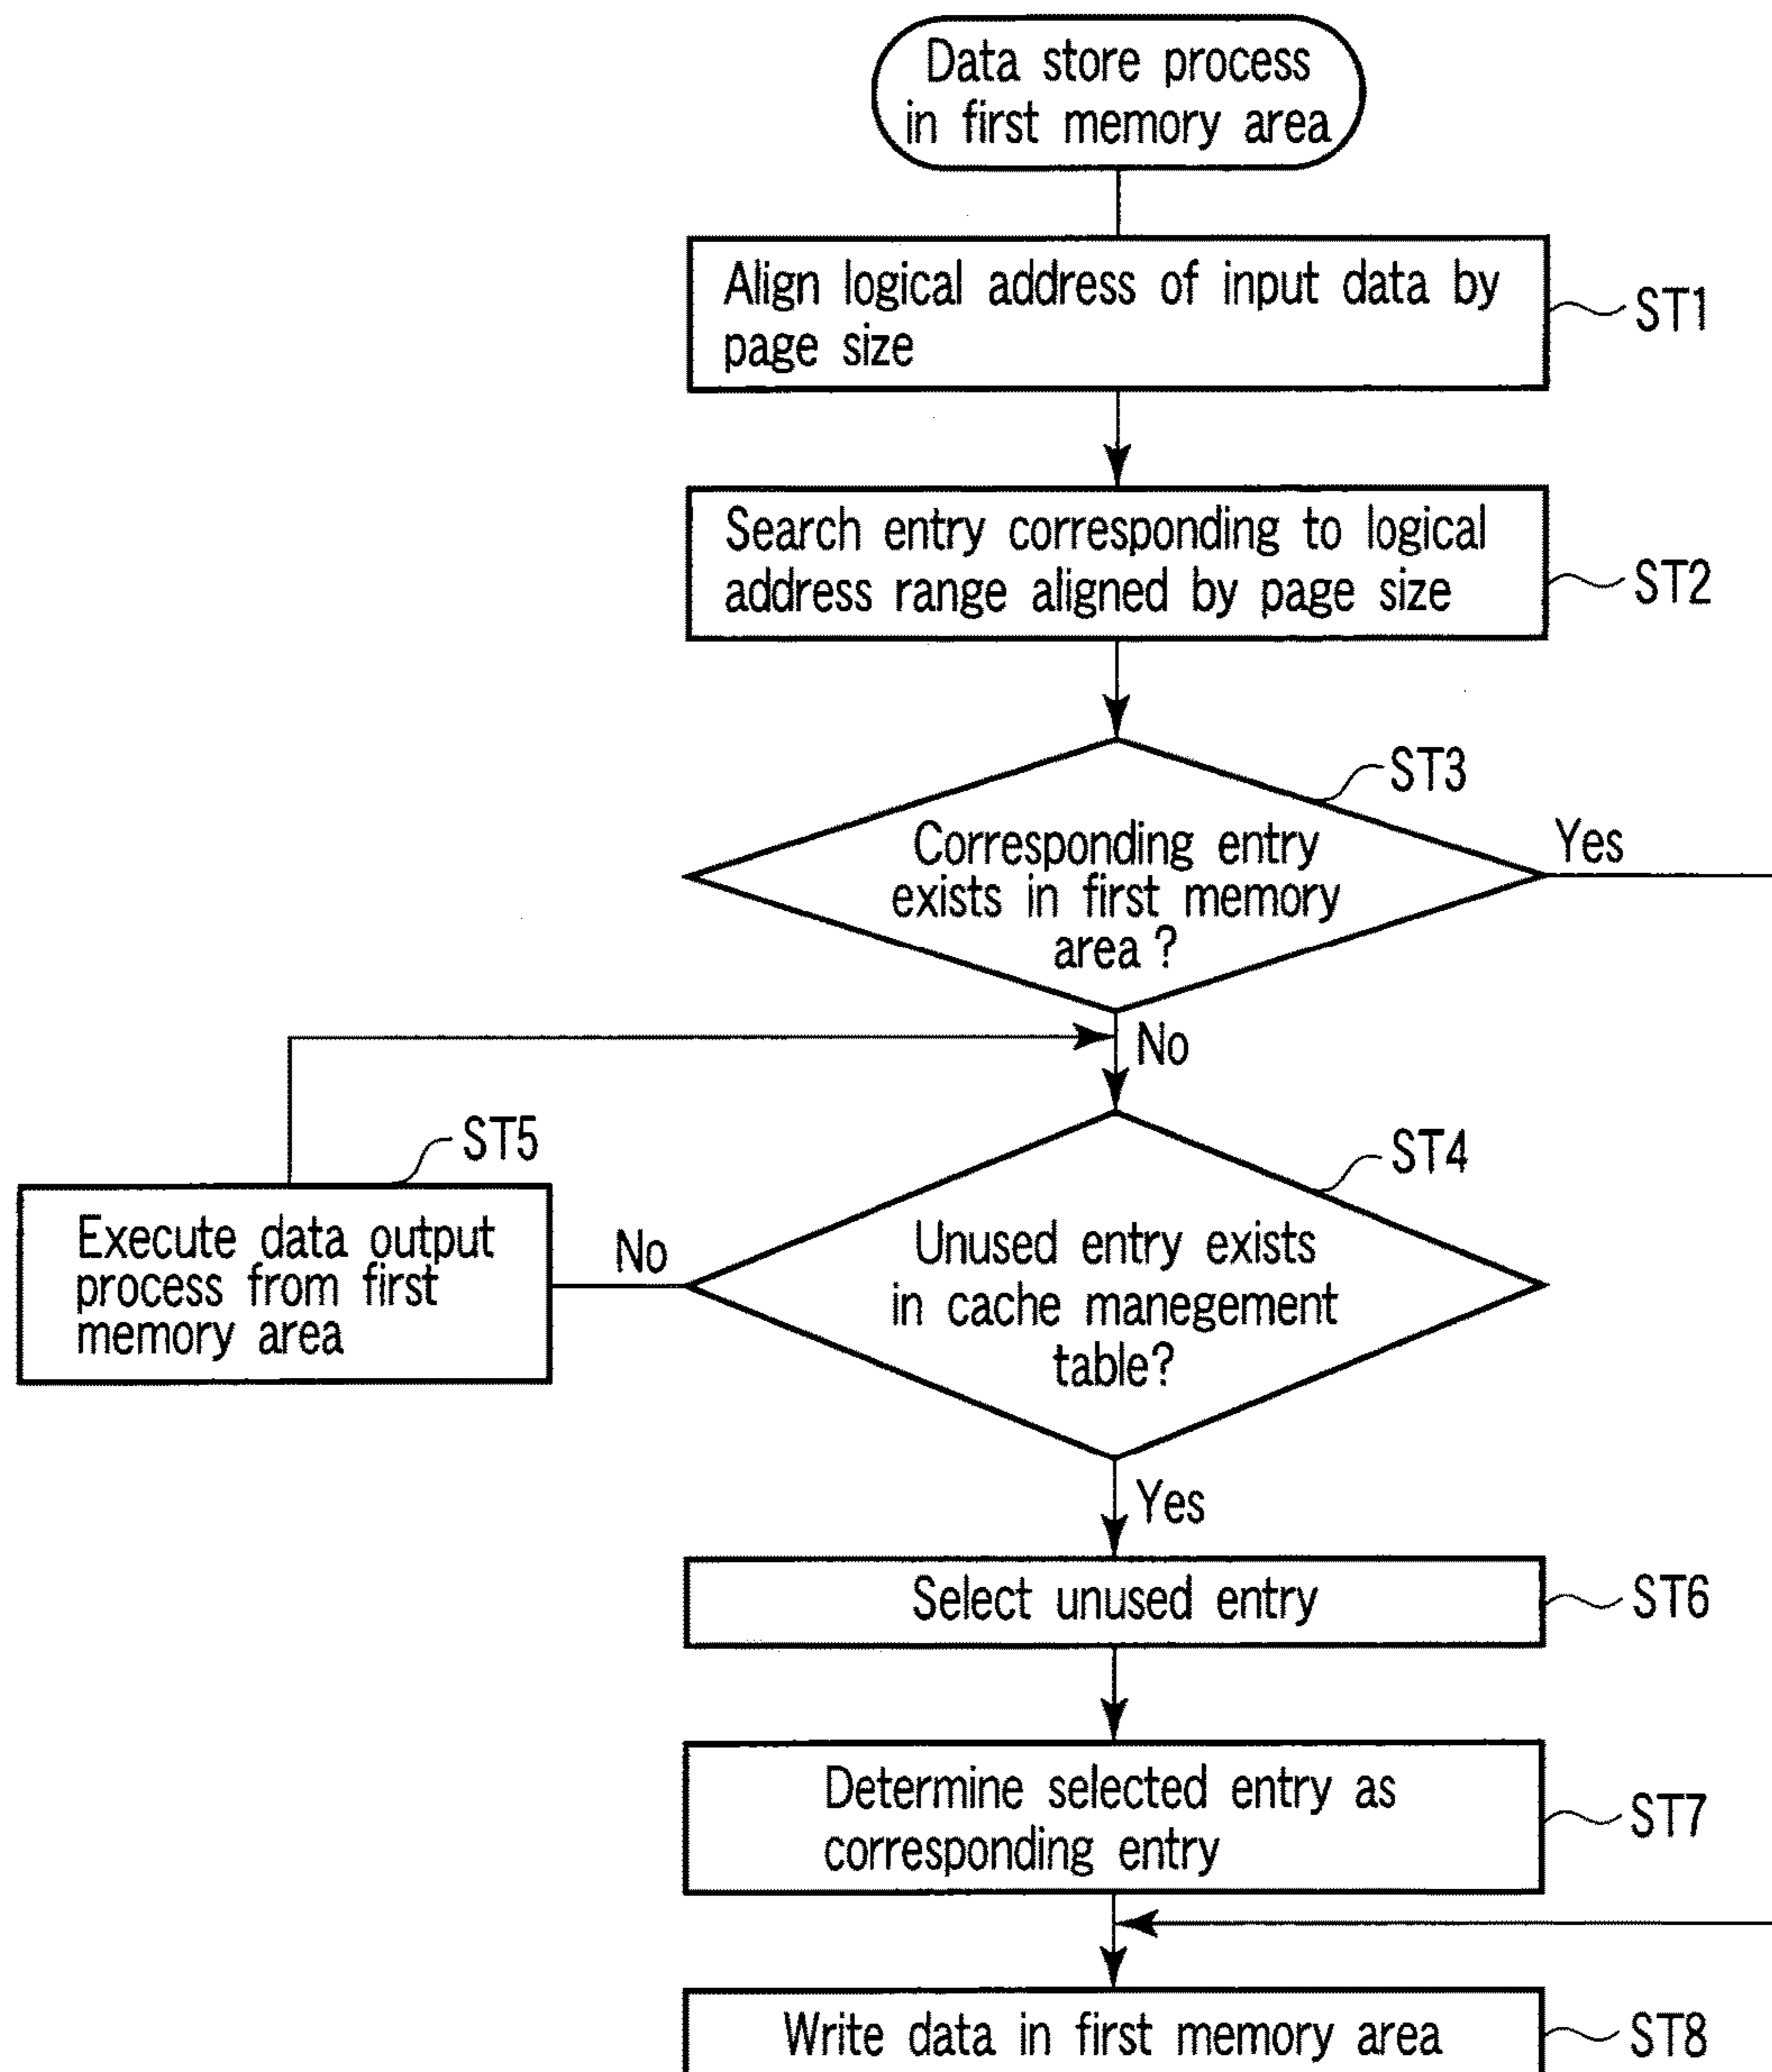 Data store process
in first memory area
Align logical address of input data by
page size
ST1
Search entry corresponding to logical
address range aligned by page size
ST2
ST3
Corresponding entry
exists in first memory
area?
Yes
No
ST5
ST4
Execute data output
process from first
memory area
No
Unused entry exists
in cache manegement
table?
Yes
Select unused entry
ST6
Determine selected entry as
corresponding entry
ST7
Write data in first memory area
ST8